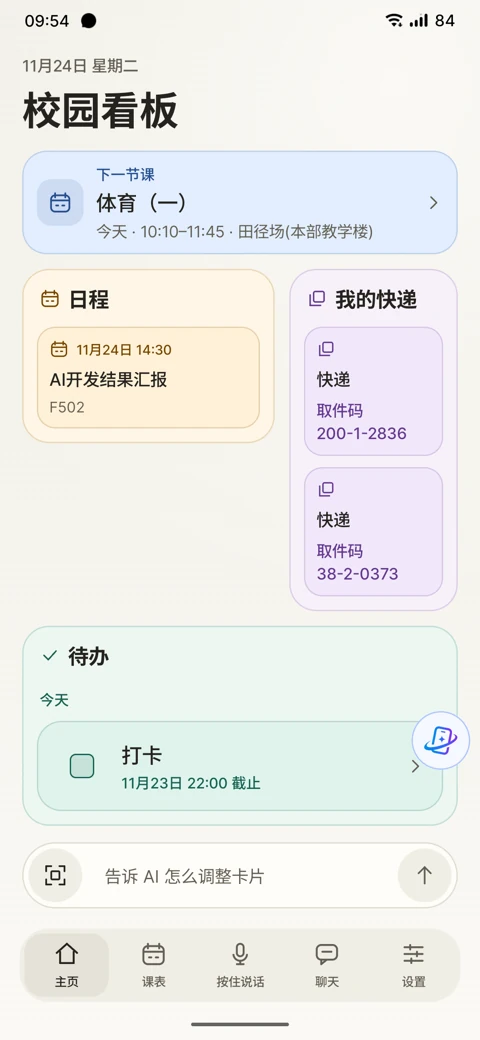 09:54
84
11月24日 星期二
校园看板
下一节课
体育（一）
今天 · 10:10–11:45 · 田径场(本部教学楼)
日程
11月24日 14:30
AI开发结果汇报
F502
我的快递
快递
取件码
200-1-2836
快递
取件码
38-2-0373
待办
今天
打卡
11月23日 22:00 截止
告诉 AI 怎么调整卡片
主页
课表
按住说话
聊天
设置